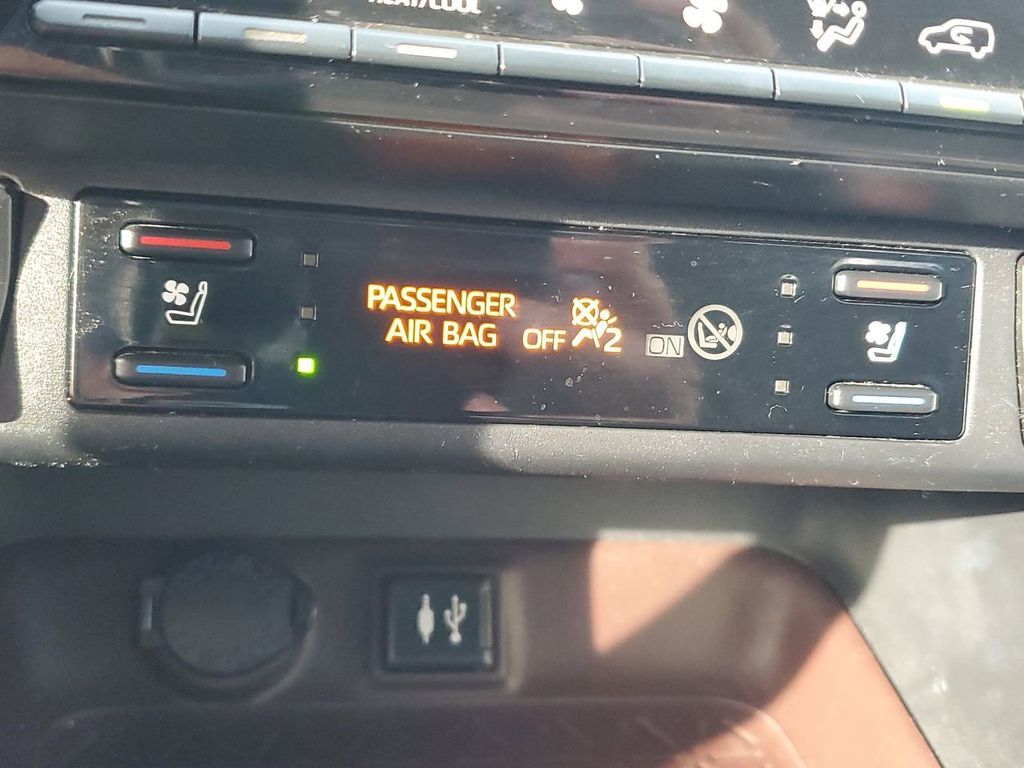 HEAT/COOL
PASSENGER
AIR BAG OFF 2 ON